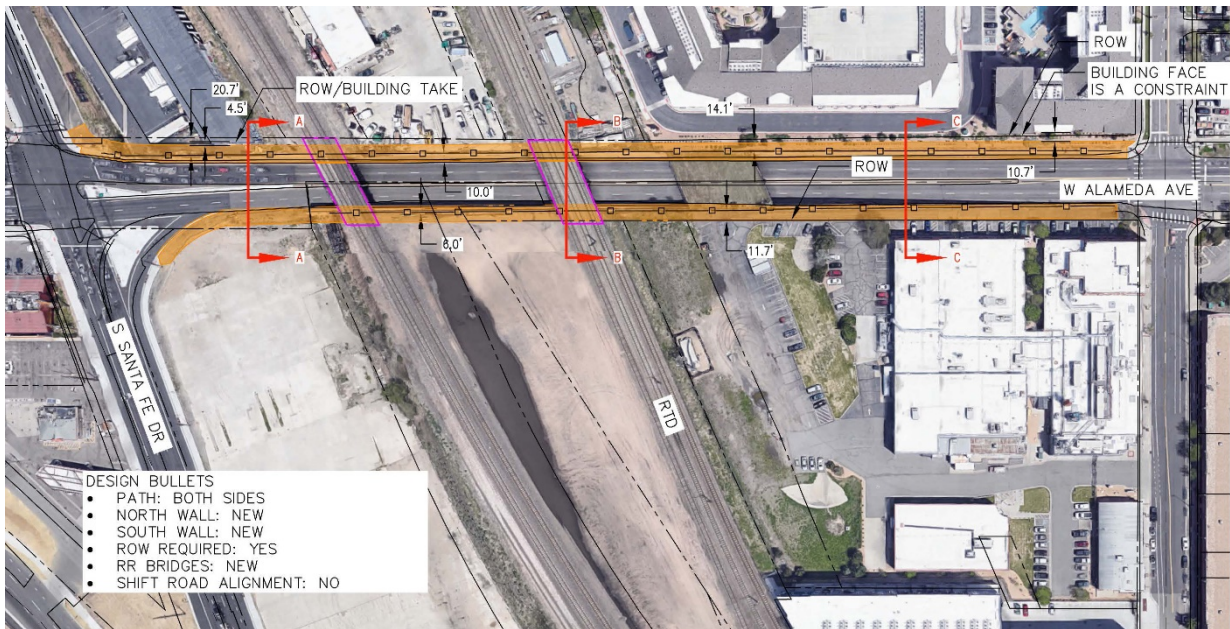 20.7'
4.5'
ROW/BUILDING TAKE
A
B
14.1'
C
ROW
BUILDING FACE
IS A CONSTRAINT
10.0'
ROW
10.7'
W ALAMEDA AVE
6.0'
11.7'
A
B
C
S SANTA FE DR
RTD
DESIGN BULLETS
• PATH: BOTH SIDES
• NORTH WALL: NEW
• SOUTH WALL: NEW
• ROW REQUIRED: YES
• RR BRIDGES: NEW
• SHIFT ROAD ALIGNMENT: NO